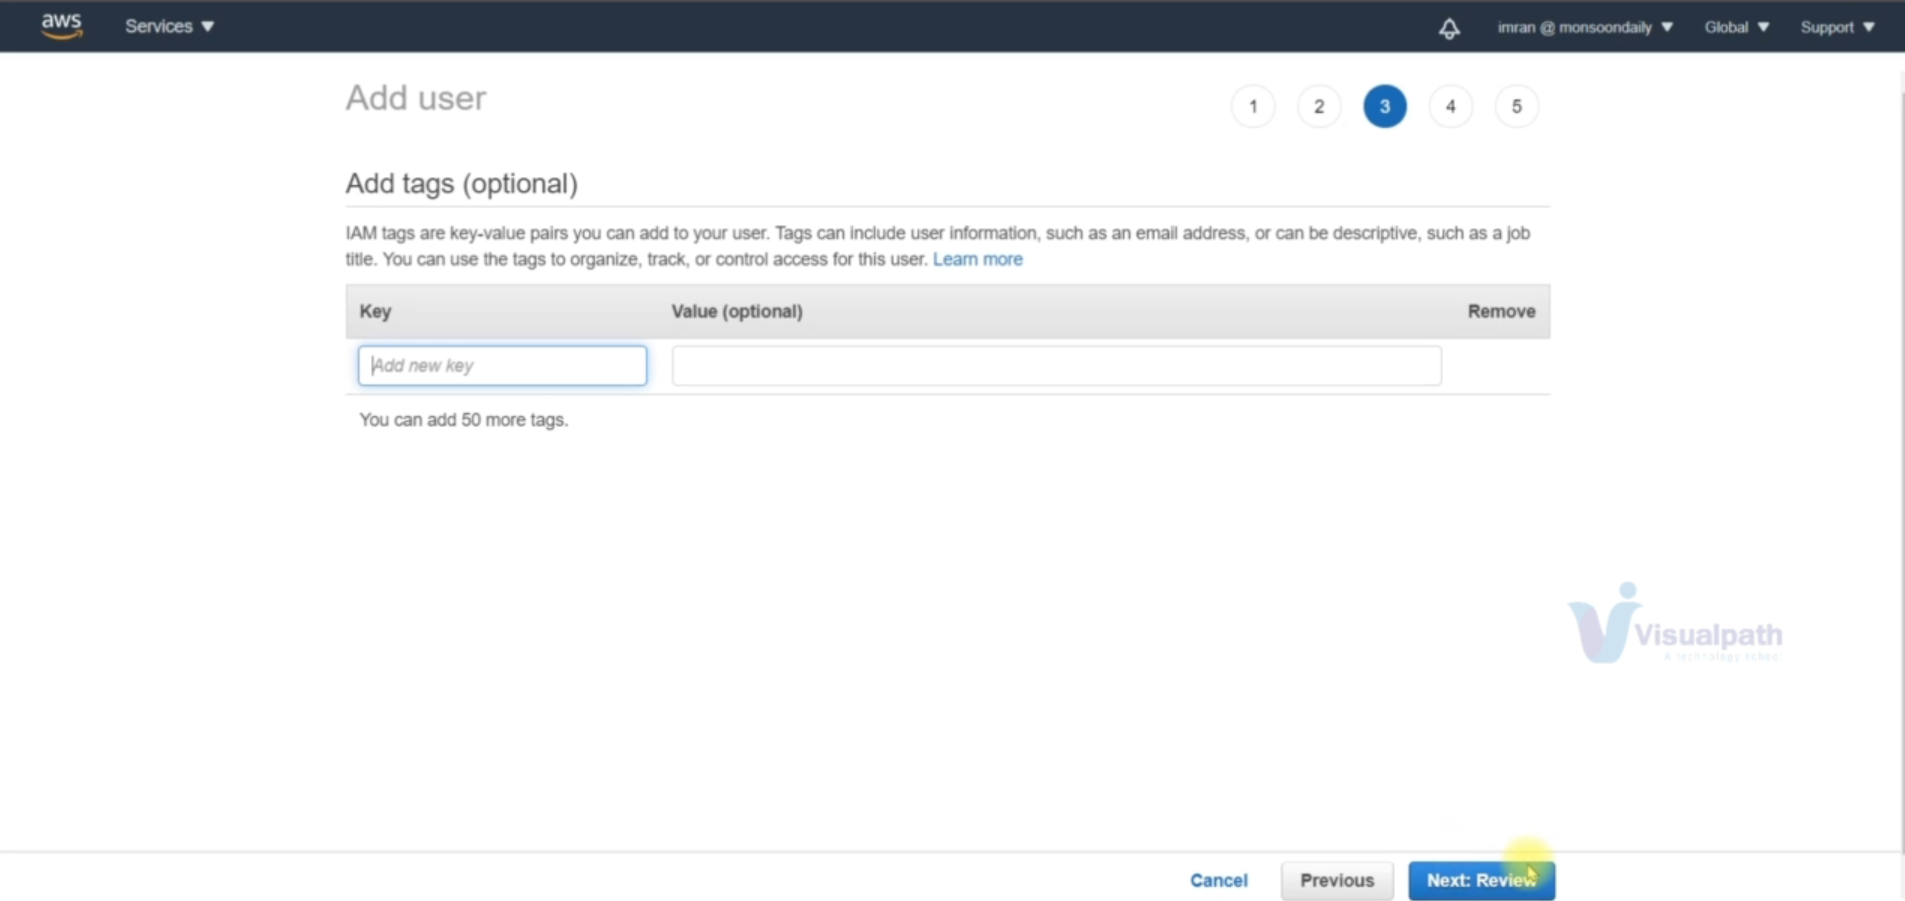 aws Services imran @ monsoondaily Global Support
Add user 1 2 3 4 5
Add tags (optional)
IAM tags are key-value pairs you can add to your user. Tags can include user information, such as an email address, or can be descriptive, such as a job
title. You can use the tags to organize, track, or control access for this user. Learn more
Key Value (optional) Remove
Add new key
You can add 50 more tags.
Visualpath
A technology school
Cancel Previous Next: Review